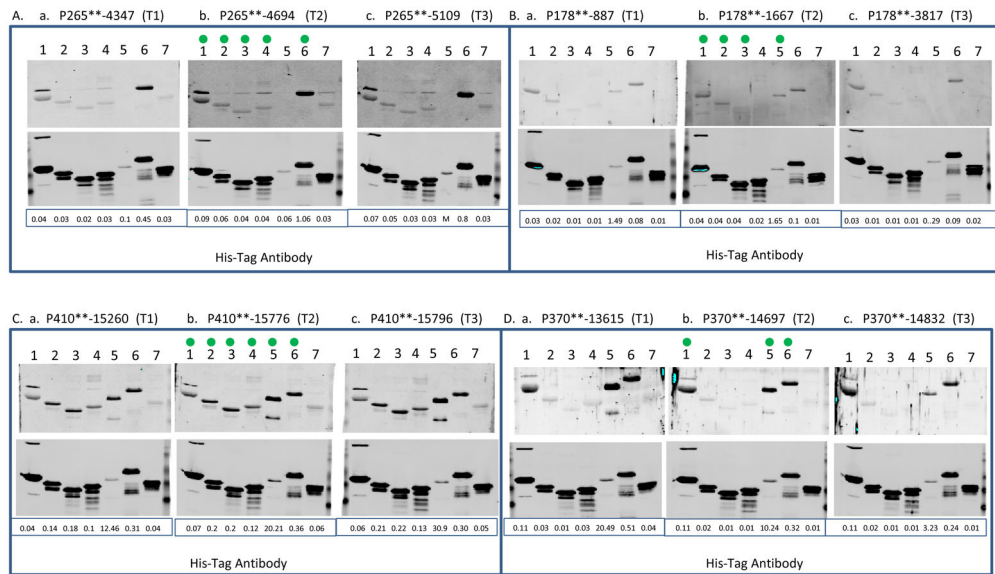 A. a. P265**-4347 (T1) b. P265**-4694 (T2) c. P265**-5109 (T3)
1 2 3 4 5 6 7 1 2 3 4 5 6 7 1 2 3 4 5 6 7
0.04 0.03 0.02 0.03 0.1 0.45 0.03 0.09 0.06 0.04 0.04 0.06 1.06 0.03 0.07 0.05 0.03 0.03 M 0.8 0.03
His-Tag Antibody
B. a. P178**-887 (T1) b. P178**-1667 (T2) c. P178**-3817 (T3)
1 2 3 4 5 6 7 1 2 3 4 5 6 7 1 2 3 4 5 6 7
0.03 0.02 0.01 0.01 1.49 0.08 0.01 0.04 0.04 0.04 0.02 1.65 0.1 0.01 0.03 0.01 0.01 0.01 0..29 0.09 0.02
His-Tag Antibody
C. a. P410**-15260 (T1) b. P410**-15776 (T2) c. P410**-15796 (T3)
1 2 3 4 5 6 7 1 2 3 4 5 6 7 1 2 3 4 5 6 7
0.04 0.14 0.18 0.1 12.46 0.31 0.04 0.07 0.2 0.2 0.12 20.21 0.36 0.06 0.06 0.21 0.22 0.13 30.9 0.30 0.05
His-Tag Antibody
D. a. P370**-13615 (T1) b. P370**-14697 (T2) c. P370**-14832 (T3)
1 2 3 4 5 6 7 1 2 3 4 5 6 7 1 2 3 4 5 6 7
0.11 0.03 0.01 0.03 20.49 0.51 0.04 0.11 0.02 0.01 0.01 10.24 0.32 0.01 0.11 0.02 0.01 0.01 3.23 0.24 0.01
His-Tag Antibody